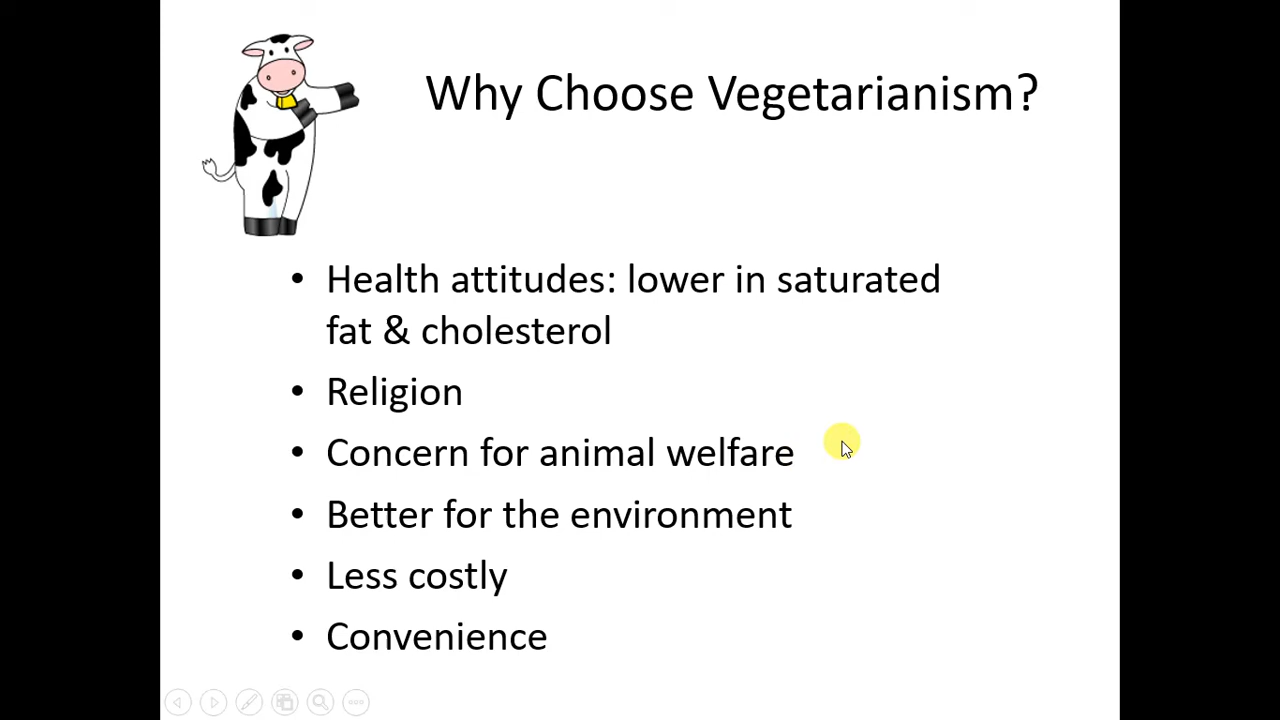 Why Choose Vegetarianism?
• Health attitudes: lower in saturated
fat & cholesterol
• Religion
• Concern for animal welfare
• Better for the environment
• Less costly
• Convenience